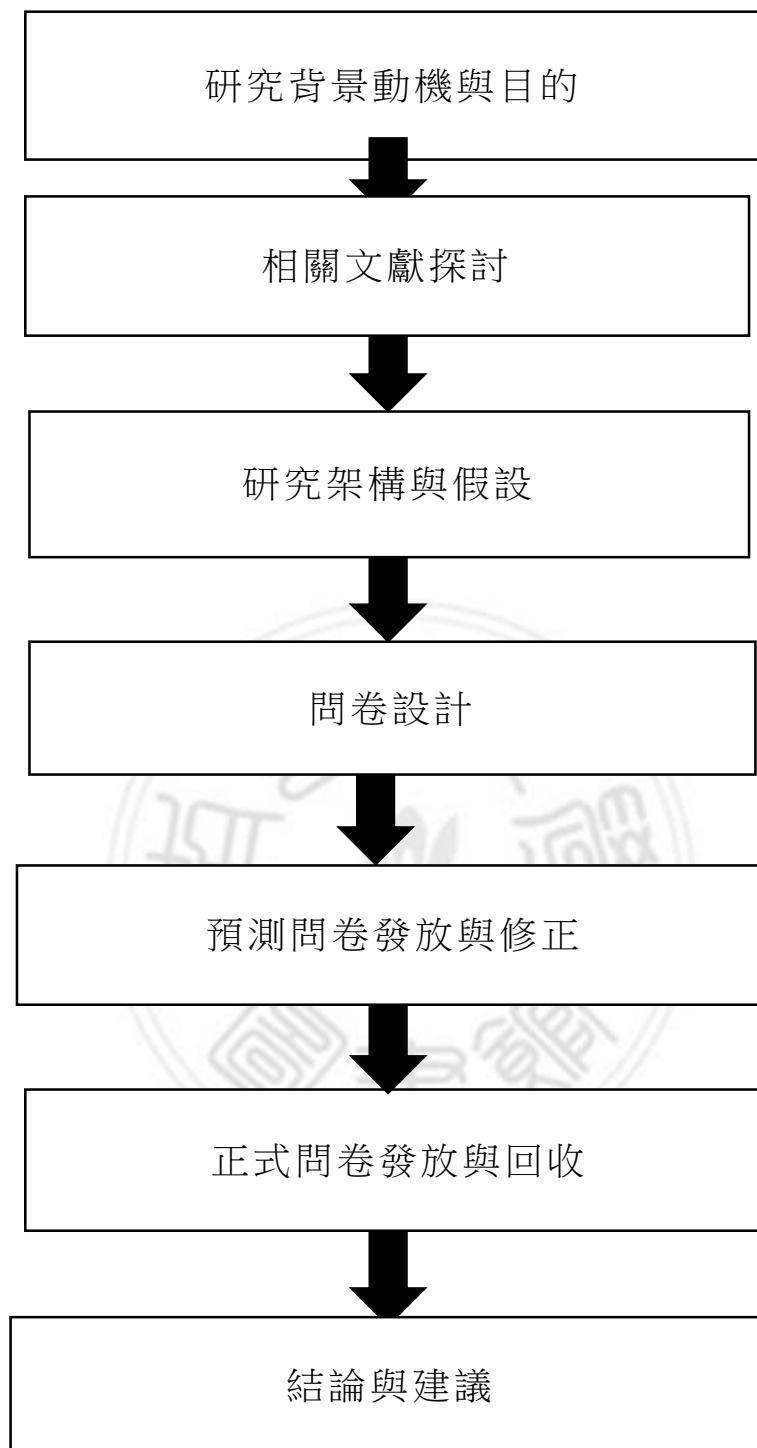 研究背景動機與目的
相關文獻探討
研究架構與假設
問卷設計
預測問卷發放與修正
正式問卷發放與回收
結論與建議